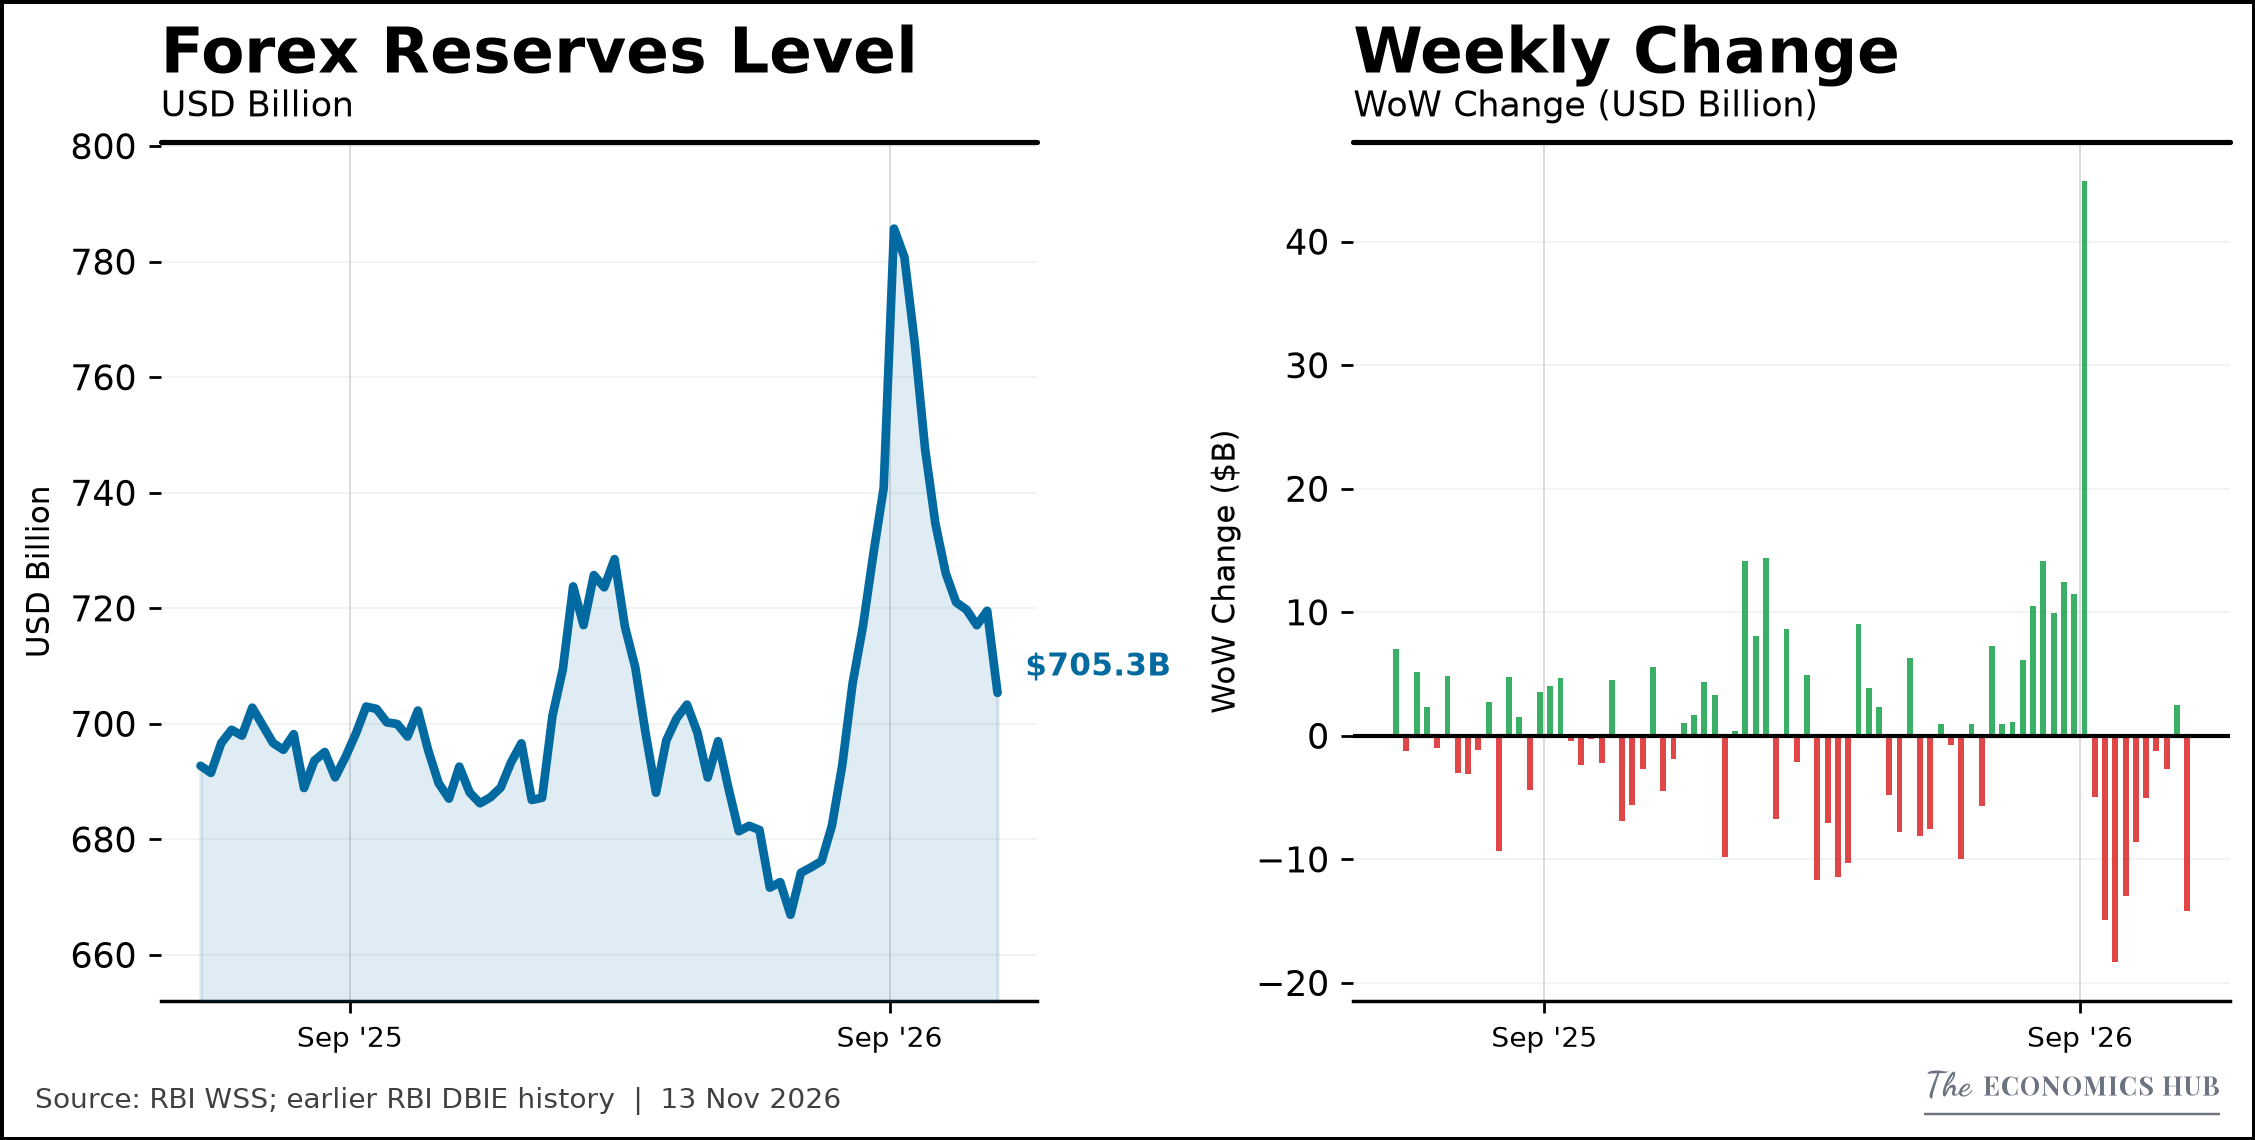 Forex Reserves Level
USD Billion
USD Billion
800
780
760
740
720
700
680
660
$705.3B
Sep '25
Sep '26
Weekly Change
WoW Change (USD Billion)
WoW Change ($B)
40
30
20
10
0
−10
−20
Sep '25
Sep '26
Source: RBI WSS; earlier RBI DBIE history | 13 Nov 2026
The ECONOMICS HUB